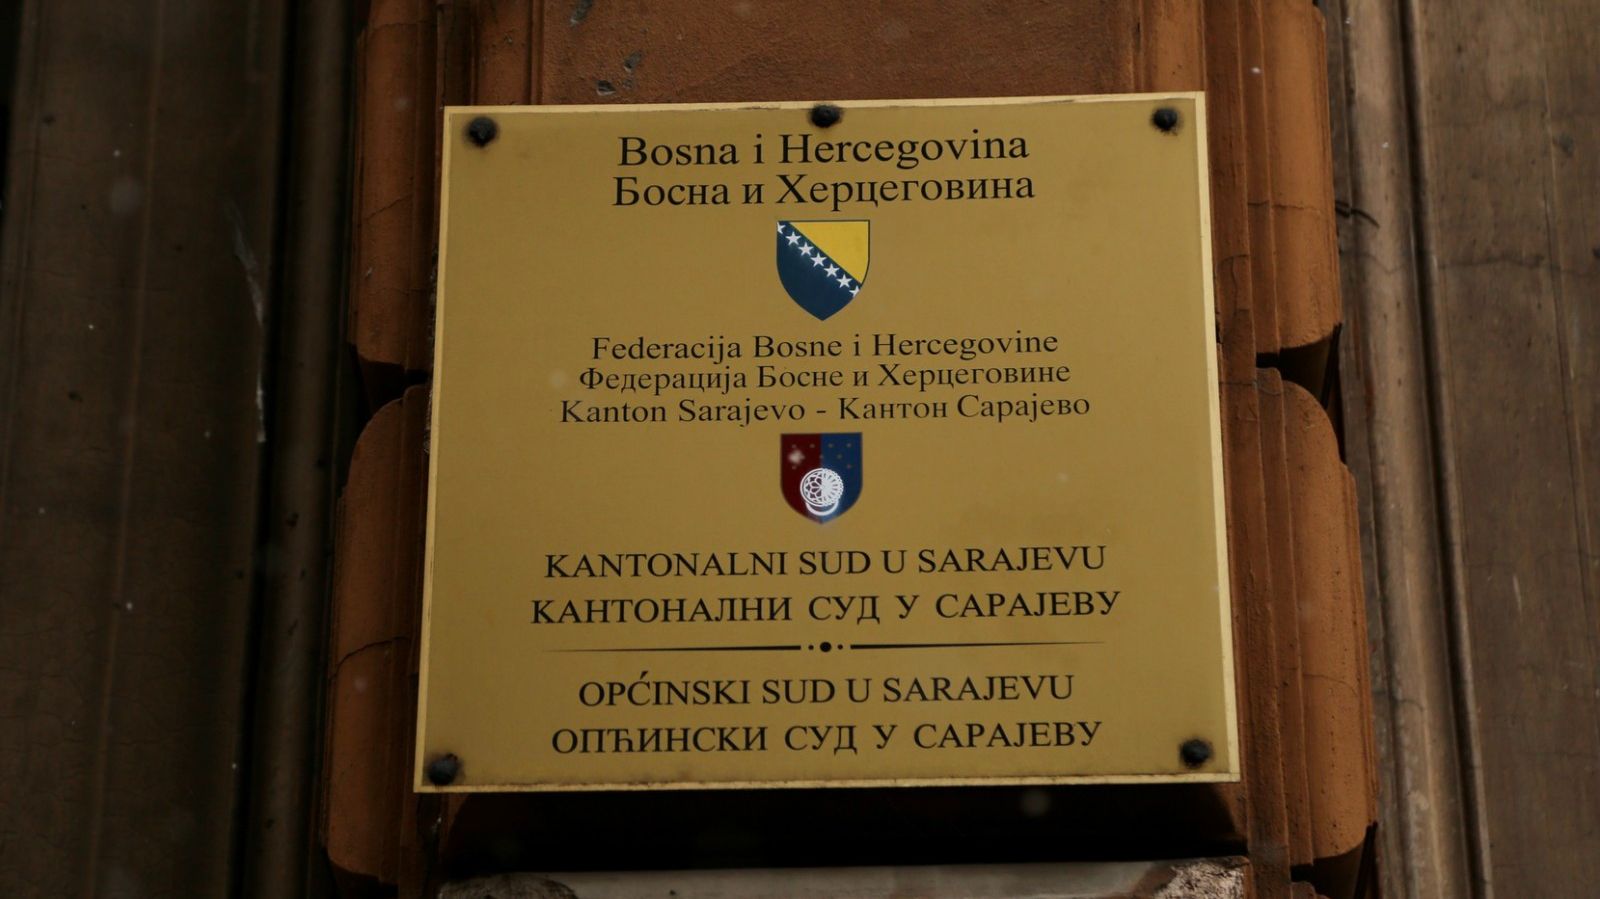 Bosna i Hercegovina
Босна и Херцеговина
Federacija Bosne i Hercegovine
Федерација Босне и Херцеговине
Kanton Sarajevo - Кантон Сарајево
KANTONALNI SUD U SARAJEVU
КАНТОНАЛНИ СУД У САРАЈЕВУ
OPĆINSKI SUD U SARAJEVU
ОПЋИНСКИ СУД У САРАЈЕВУ